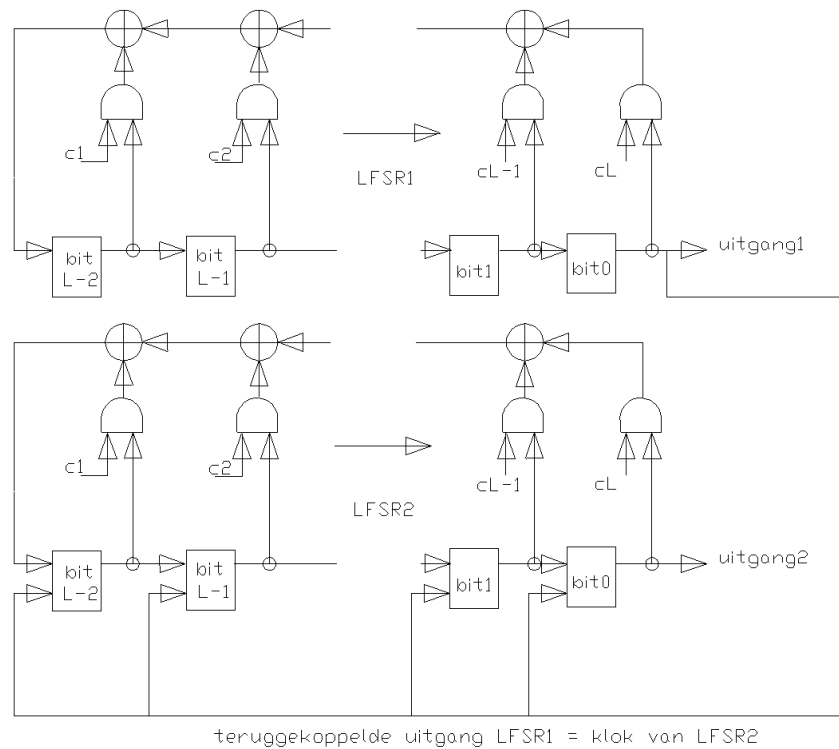 c1
c2
cL-1
cL
LFSR1
bit
L-2
bit
L-1
bit1
bit0
uitgang1
c1
c2
cL-1
cL
LFSR2
bit
L-2
bit
L-1
bit1
bit0
uitgang2
teruggekoppelde uitgang LFSR1 = klok van LFSR2